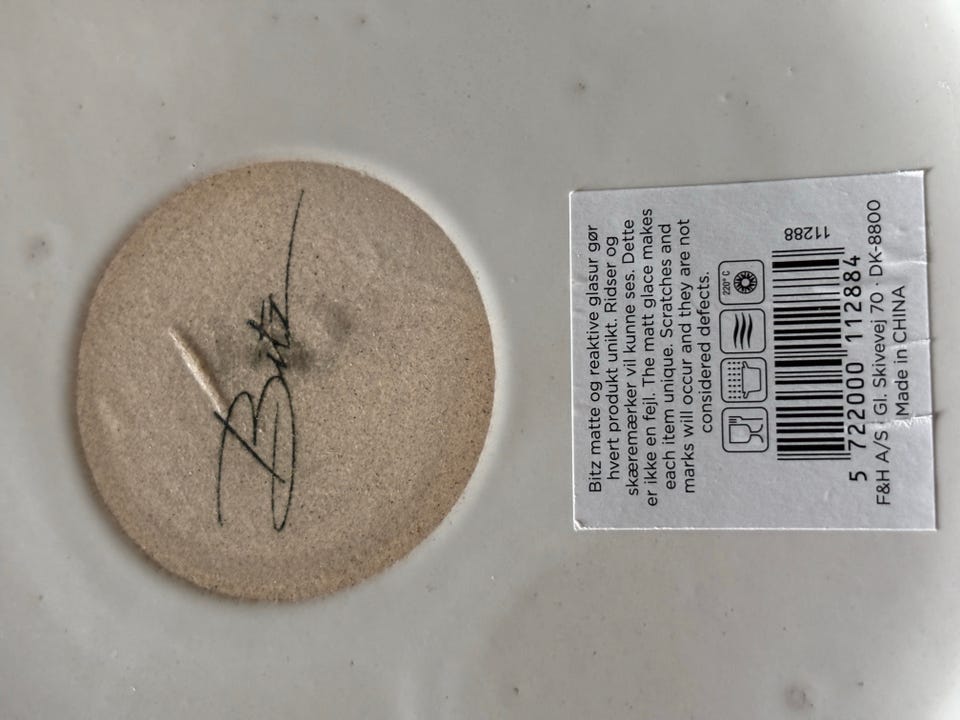 Bitz
Bitz matte og reaktive glasur gør
hvert produkt unikt. Ridser og
skæremærker vil kunne ses. Dette
er ikke en fejl. The matt glace makes
each item unique. Scratches and
marks will occur and they are not
considered defects.
220° C
11288
5 722000 112884
F&H A/S · Gl. Skivevej 70 · DK-8800
Made in CHINA